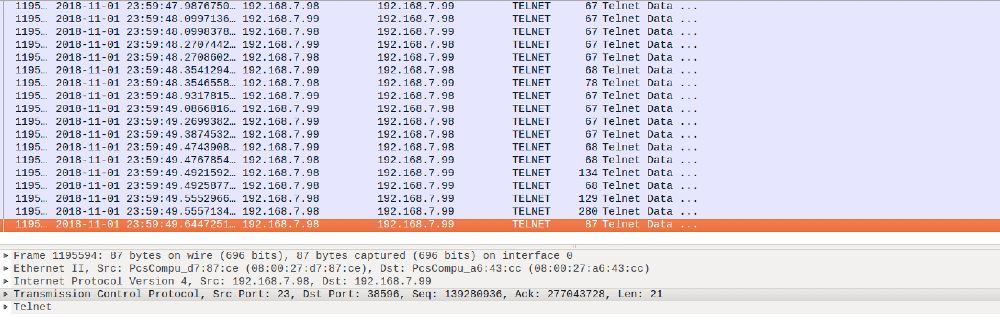 1195… 2018-11-01 23:59:47.9876750… 192.168.7.98 192.168.7.99 TELNET 67 Telnet Data ...
1195… 2018-11-01 23:59:48.0997136… 192.168.7.99 192.168.7.98 TELNET 67 Telnet Data ...
1195… 2018-11-01 23:59:48.0998378… 192.168.7.98 192.168.7.99 TELNET 67 Telnet Data ...
1195… 2018-11-01 23:59:48.2707442… 192.168.7.99 192.168.7.98 TELNET 67 Telnet Data ...
1195… 2018-11-01 23:59:48.2708602… 192.168.7.98 192.168.7.99 TELNET 67 Telnet Data ...
1195… 2018-11-01 23:59:48.3541294… 192.168.7.99 192.168.7.98 TELNET 68 Telnet Data ...
1195… 2018-11-01 23:59:48.3546558… 192.168.7.98 192.168.7.99 TELNET 78 Telnet Data ...
1195… 2018-11-01 23:59:48.9317815… 192.168.7.99 192.168.7.98 TELNET 67 Telnet Data ...
1195… 2018-11-01 23:59:49.0866816… 192.168.7.99 192.168.7.98 TELNET 67 Telnet Data ...
1195… 2018-11-01 23:59:49.2699382… 192.168.7.99 192.168.7.98 TELNET 67 Telnet Data ...
1195… 2018-11-01 23:59:49.3874532… 192.168.7.99 192.168.7.98 TELNET 67 Telnet Data ...
1195… 2018-11-01 23:59:49.4743908… 192.168.7.99 192.168.7.98 TELNET 68 Telnet Data ...
1195… 2018-11-01 23:59:49.4767854… 192.168.7.98 192.168.7.99 TELNET 68 Telnet Data ...
1195… 2018-11-01 23:59:49.4921592… 192.168.7.98 192.168.7.99 TELNET 134 Telnet Data ...
1195… 2018-11-01 23:59:49.4925877… 192.168.7.98 192.168.7.99 TELNET 68 Telnet Data ...
1195… 2018-11-01 23:59:49.5552966… 192.168.7.98 192.168.7.99 TELNET 129 Telnet Data ...
1195… 2018-11-01 23:59:49.5557134… 192.168.7.98 192.168.7.99 TELNET 280 Telnet Data ...
1195… 2018-11-01 23:59:49.6447251… 192.168.7.98 192.168.7.99 TELNET 87 Telnet Data ...
Frame 1195594: 87 bytes on wire (696 bits), 87 bytes captured (696 bits) on interface 0
Ethernet II, Src: PcsCompu_d7:87:ce (08:00:27:d7:87:ce), Dst: PcsCompu_a6:43:cc (08:00:27:a6:43:cc)
Internet Protocol Version 4, Src: 192.168.7.98, Dst: 192.168.7.99
Transmission Control Protocol, Src Port: 23, Dst Port: 38596, Seq: 139280936, Ack: 277043728, Len: 21
Telnet